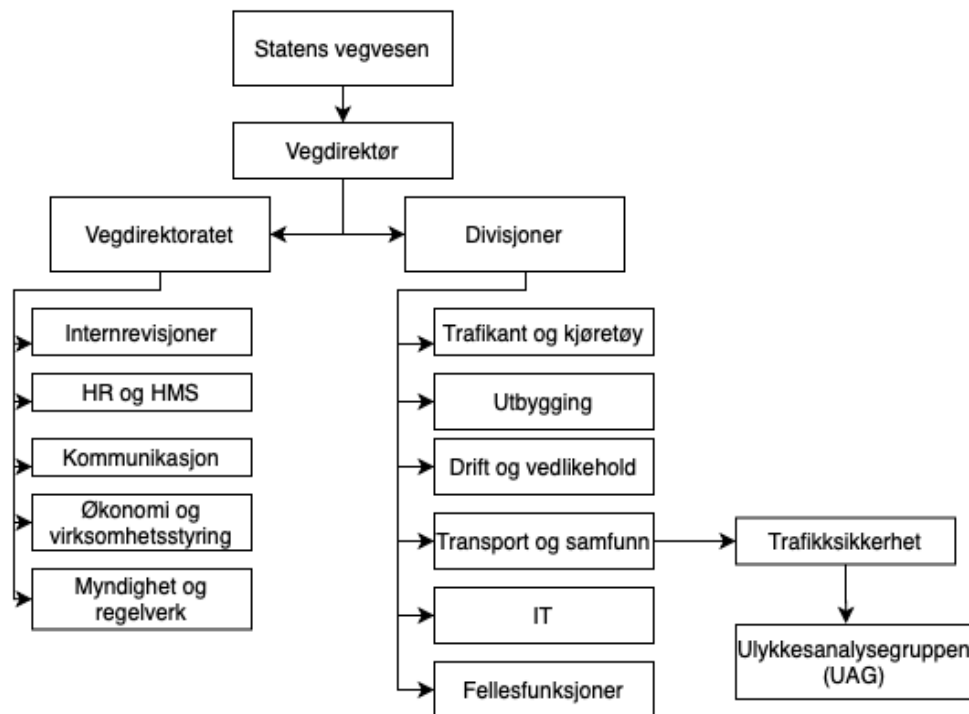 Statens vegvesen
Vegdirektør
Vegdirektoratet
Divisjoner
Internrevisjoner
HR og HMS
Kommunikasjon
Økonomi og
virksomhetsstyring
Myndighet og
regelverk
Trafikant og kjøretøy
Utbygging
Drift og vedlikehold
Transport og samfunn
IT
Fellesfunksjoner
Trafikksikkerhet
Ulykkesanalysegruppen
(UAG)